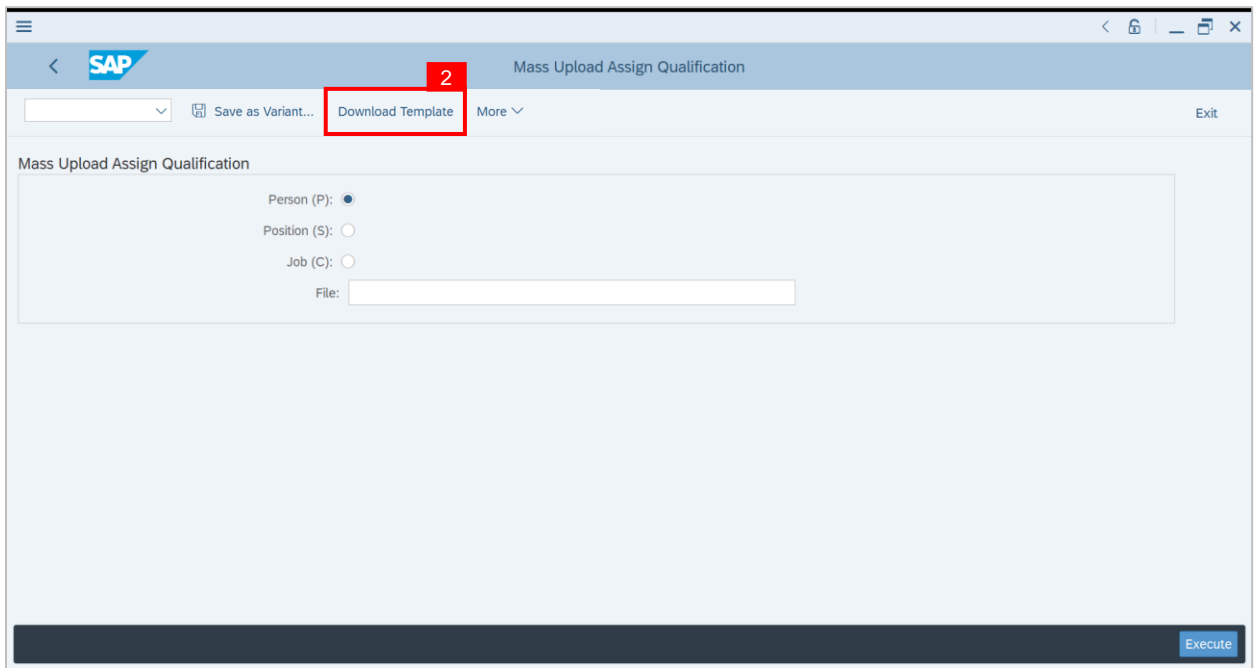 SAP
Mass Upload Assign Qualification
2
Save as Variant... Download Template More Exit
Mass Upload Assign Qualification
Person (P):
Position (S):
Job (C):
File:
Execute